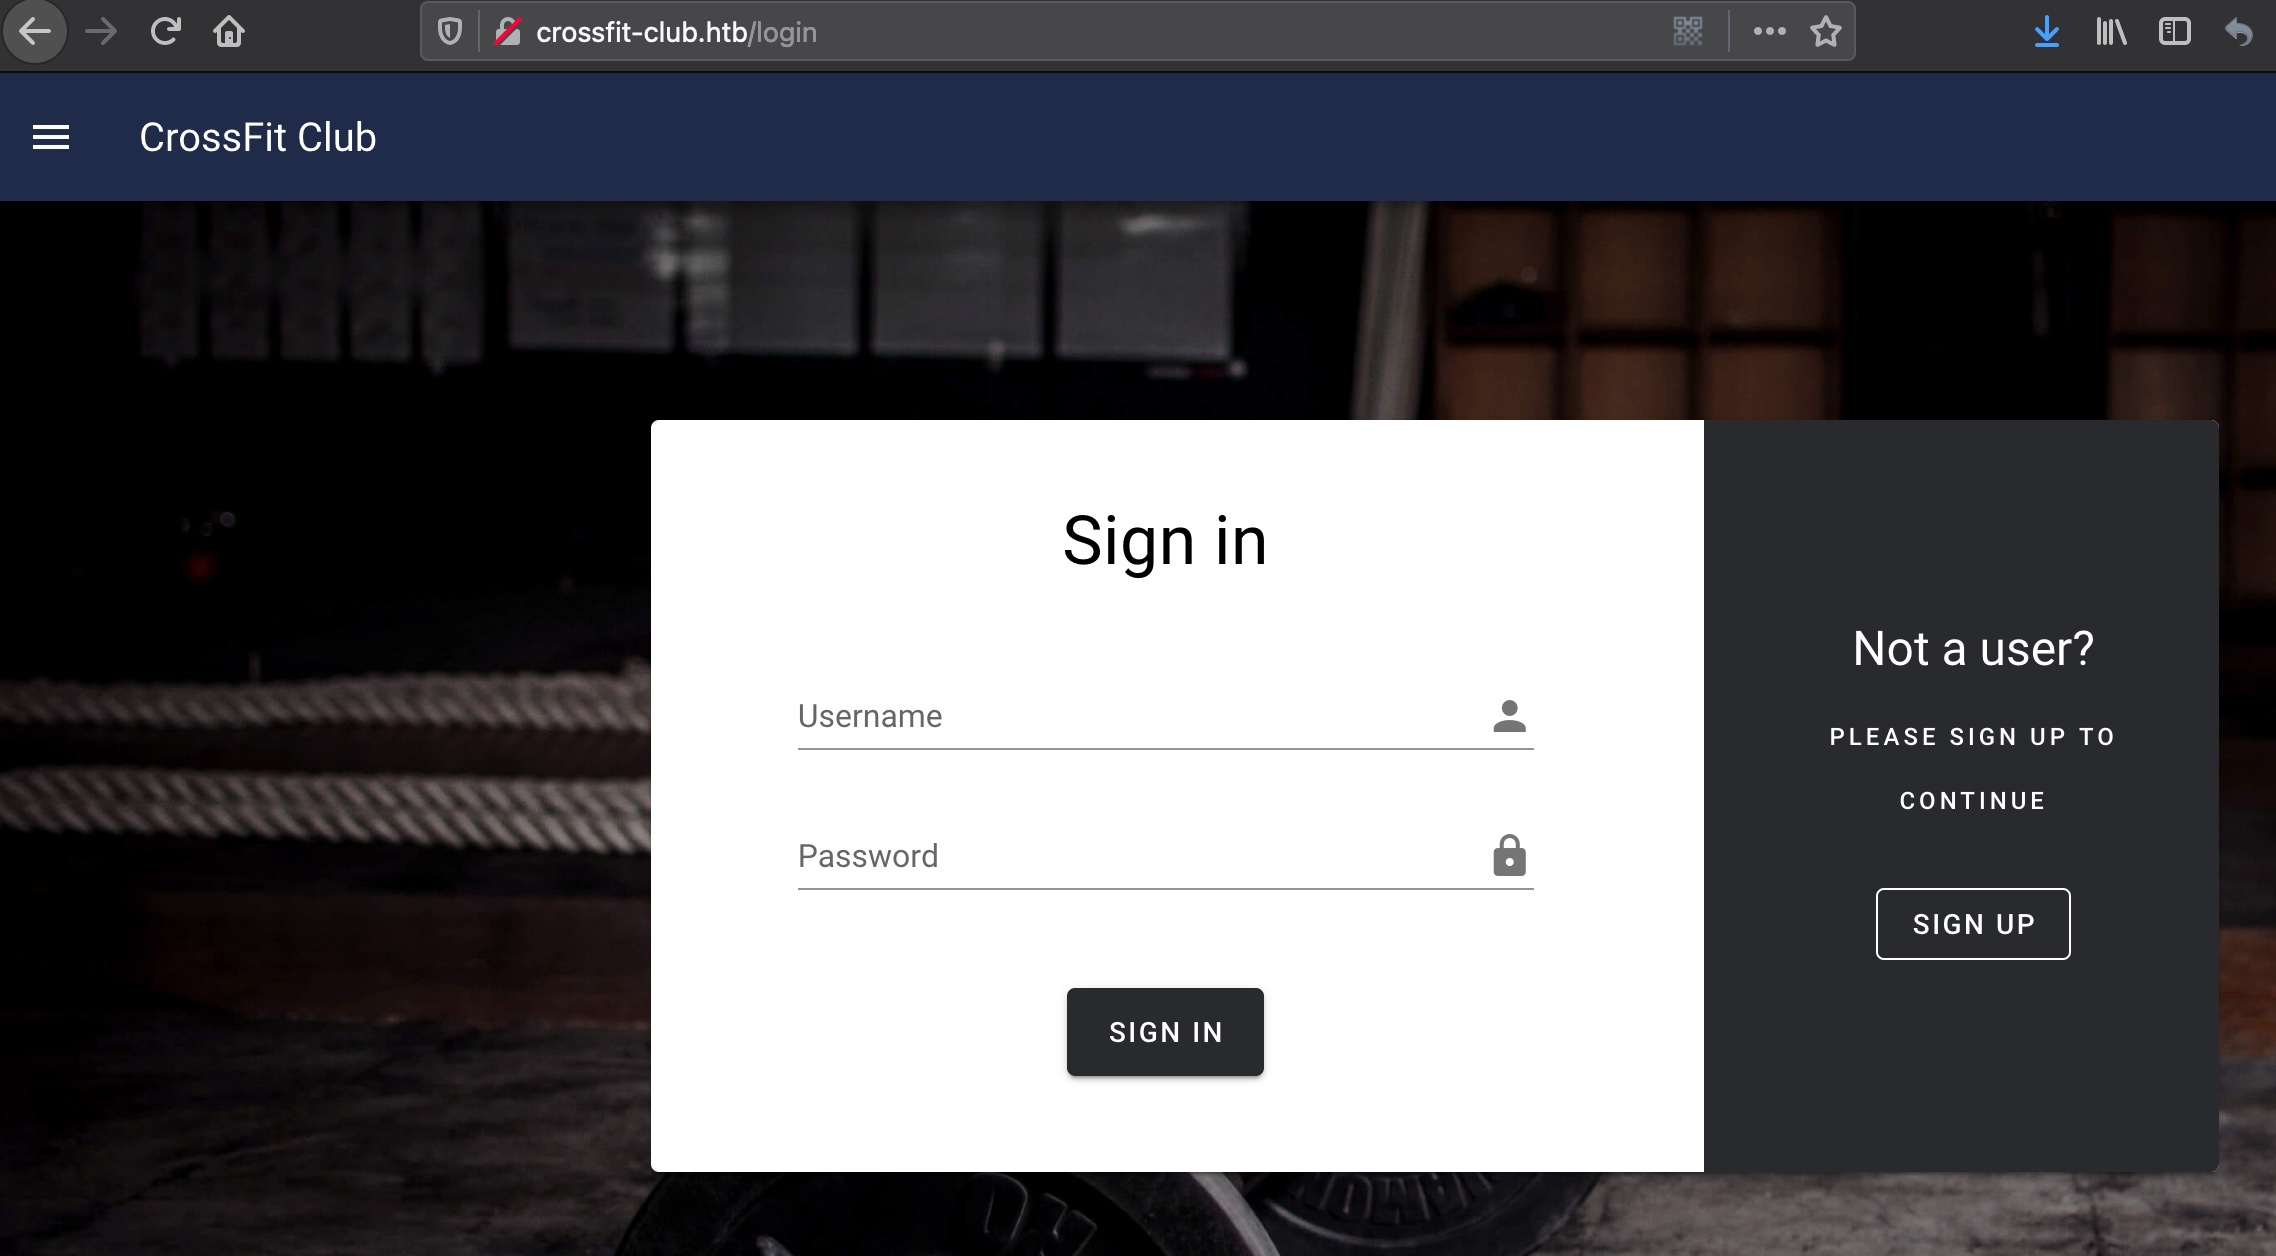 crossfit-club.htb/login
CrossFit Club
Sign in
Username
Password
SIGN IN
Not a user?
PLEASE SIGN UP TO
CONTINUE
SIGN UP